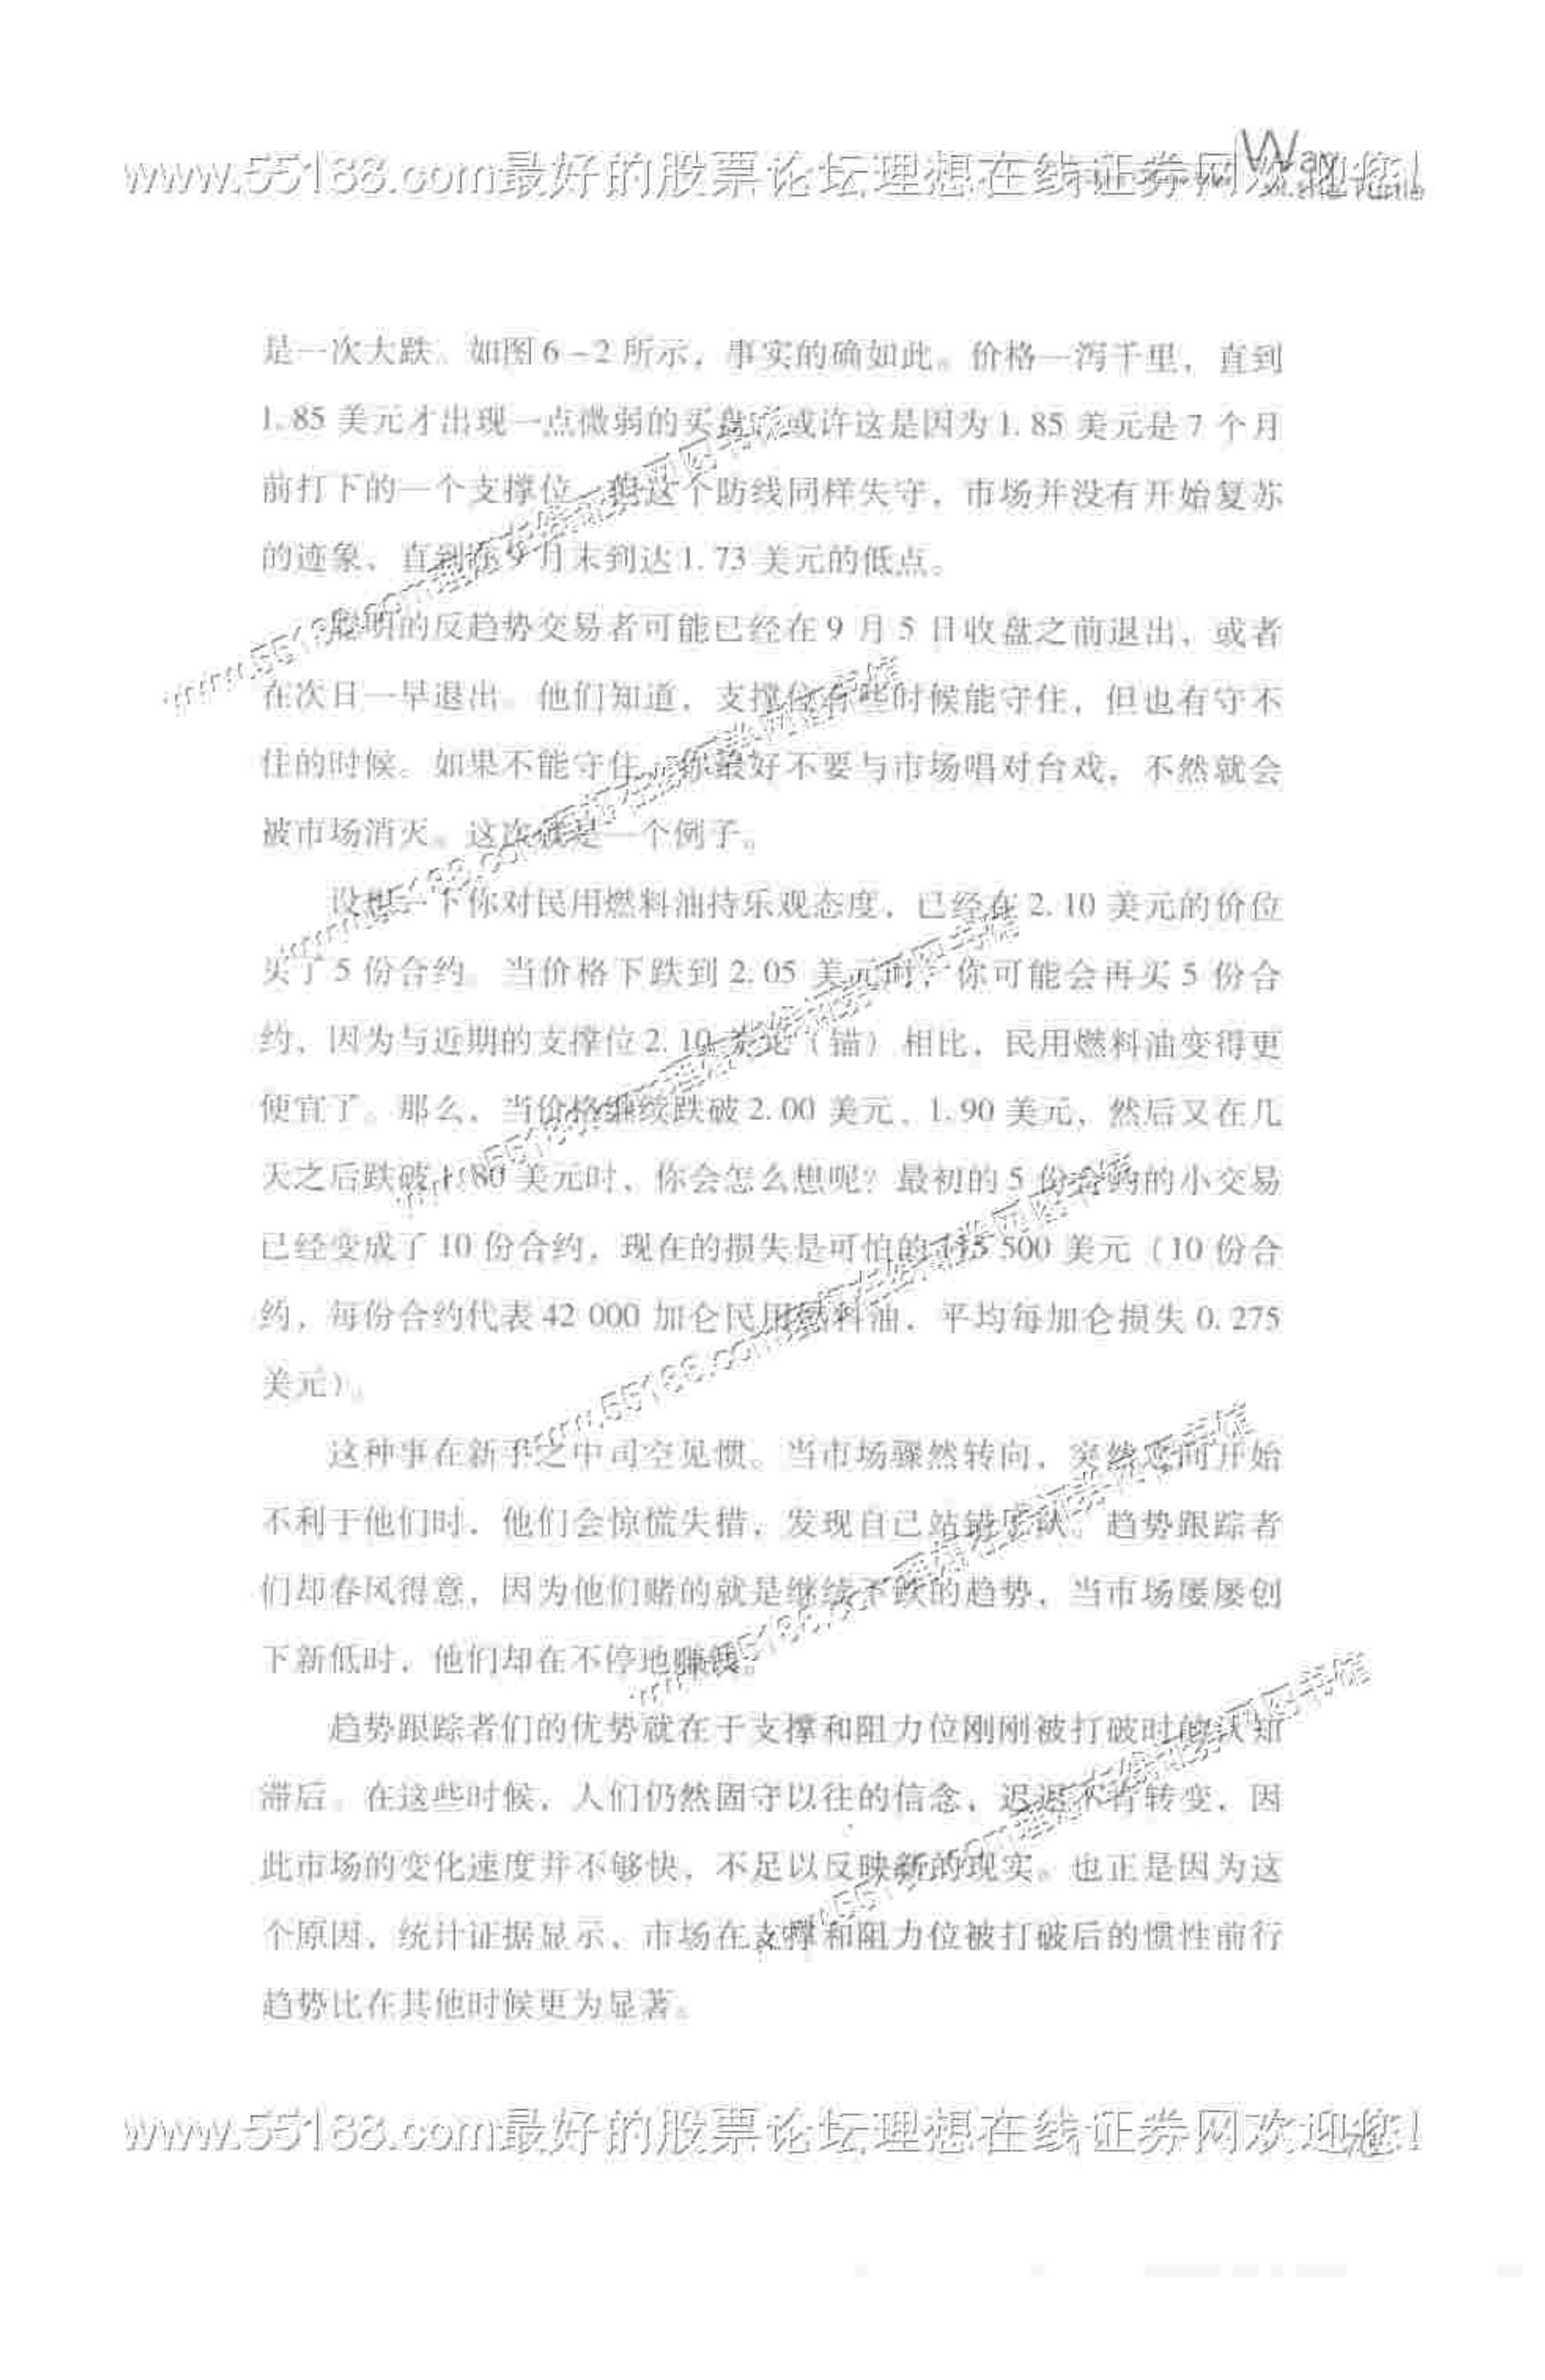 www.55188.com最好的股票论坛理想在线证券网欢迎您!
Way
是一次大跌。如图6-2所示，事实的确如此。价格一泻千里，直到
1.85美元才出现一点微弱的买盘，或许这是因为1.85美元是7个月
前打下的一个支撑位。但这个防线同样失守，市场并没有开始复苏
的迹象，直到在9月末到达1.73美元的低点。
聪明的反趋势交易者可能已经在9月5日收盘之前退出，或者
在次日一早退出。他们知道，支撑位有些时候能守住，但也有守不
住的时候。如果不能守住，你最好不要与市场唱对台戏，不然就会
被市场消灭。这次就是一个例子。
设想一下你对民用燃料油持乐观态度，已经在2.10美元的价位
买了5份合约。当价格下跌到2.05美元时，你可能会再买5份合
约，因为与近期的支撑位2.10美元（锚）相比，民用燃料油变得更
便宜了。那么，当价格继续跌破2.00美元、1.90美元，然后又在几
天之后跌破1.80美元时，你会怎么想呢？最初的5份合约的小交易
已经变成了10份合约，现在的损失是可怕的115 500美元（10份合
约，每份合约代表42 000加仑民用燃料油，平均每加仑损失0.275
美元）。
这种事在新手之中司空见惯。当市场骤然转向，突然之间开始
不利于他们时，他们会惊慌失措，发现自己站错了队。趋势跟踪者
们却春风得意，因为他们赌的就是继续下跌的趋势，当市场屡屡创
下新低时，他们却在不停地赚钱。
趋势跟踪者们的优势就在于支撑和阻力位刚刚被打破时的认知
滞后。在这些时候，人们仍然固守以往的信念，迟迟不肯转变，因
此市场的变化速度并不够快，不足以反映新的现实。也正是因为这
个原因，统计证据显示，市场在支撑和阻力位被打破后的惯性前行
趋势比在其他时候更为显著。
www.55188.com最好的股票论坛理想在线证券网欢迎您!